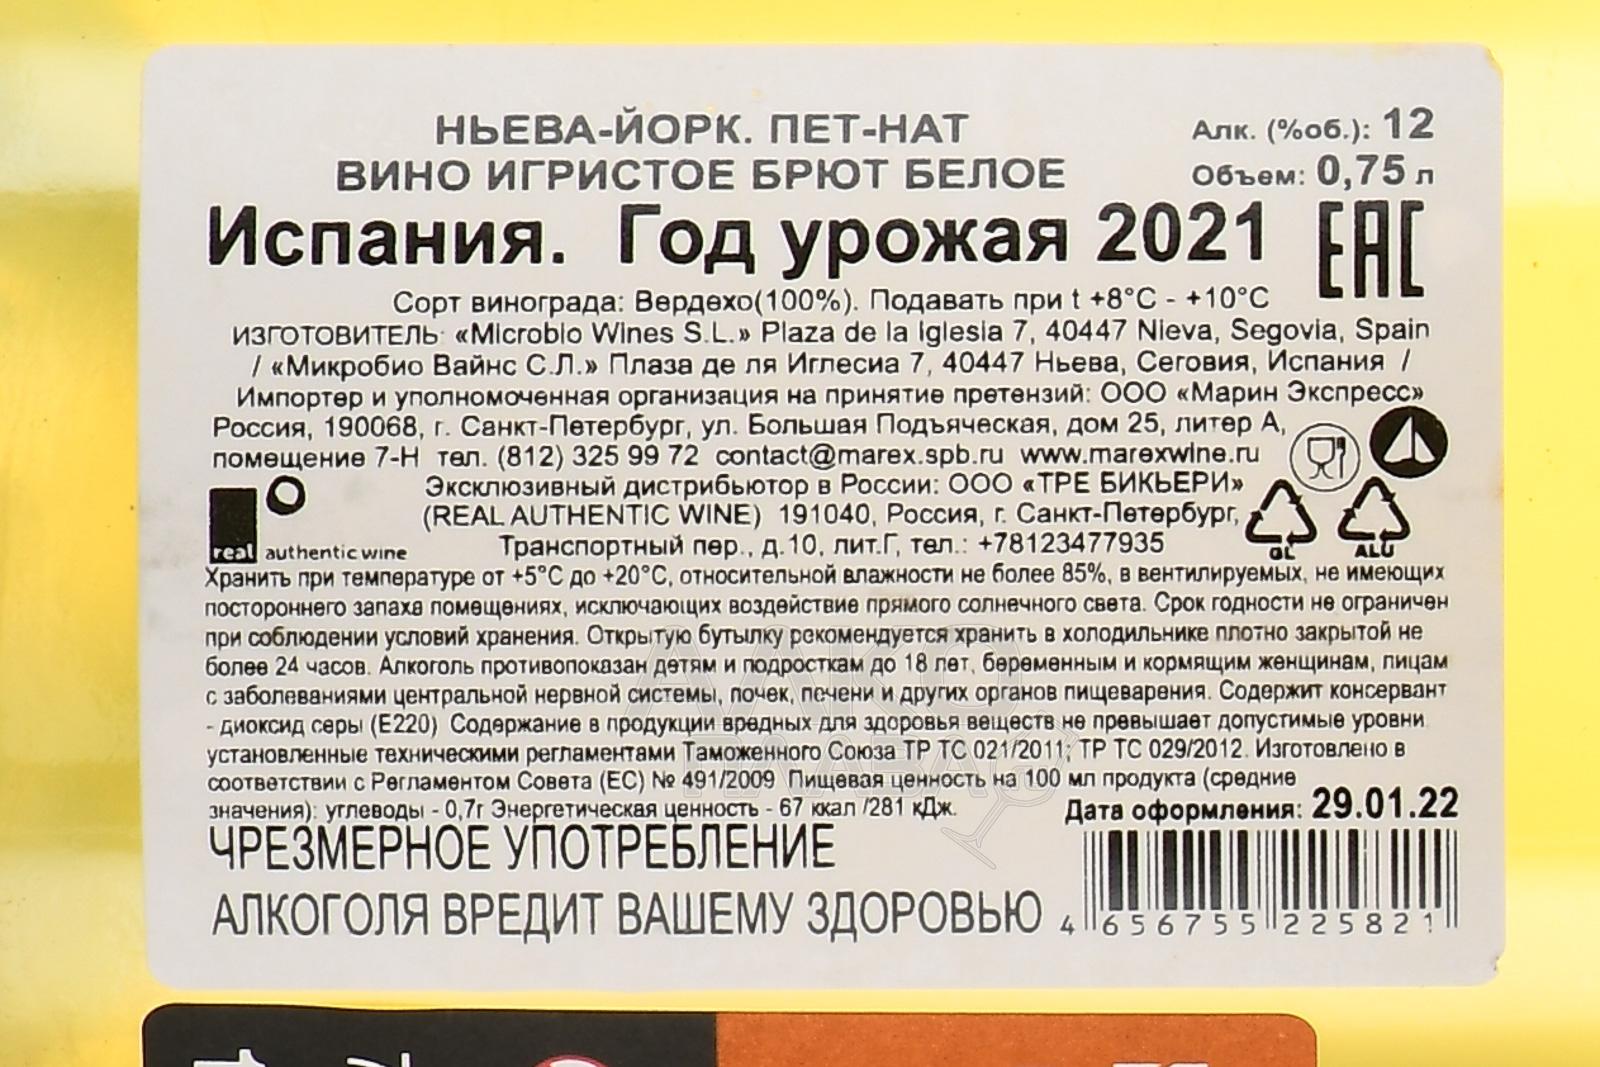 НЬЕВА-ЙОРК. ПЕТ-НАТ
ВИНО ИГРИСТОЕ БРЮТ БЕЛОЕ
Алк. (%об.): 12
Объем: 0,75 л
Испания. Год урожая 2021
EAC
Сорт винограда: Вердехо(100%). Подавать при t +8°C - +10°C
ИЗГОТОВИТЕЛЬ «Microbio Wines S.L.» Plaza de la Iglesia 7, 40447 Nieva, Segovia, Spain
/ «Микробио Вайнс С.Л.» Плаза де ля Иглесиа 7, 40447 Ньева, Сеговия, Испания /
Импортер и уполномоченная организация на принятие претензий: ООО «Марин Экспресс»
Россия, 190068, г. Санкт-Петербург, ул. Большая Подъяческая, дом 25, литер А,
помещение 7-Н тел. (812) 325 99 72 contact@marex.spb.ru www.marexwine.ru
Эксклюзивный дистрибьютор в России: ООО «ТРЕ БИКЬЕРИ»
(REAL AUTHENTIC WINE) 191040, Россия, г. Санкт-Петербург,
Транспортный пер., д.10, лит.Г, тел.: +78123477935
real authentic wine
GL ALU
Хранить при температуре от +5°C до +20°C, относительной влажности не более 85%, в вентилируемых, не имеющих
постороннего запаха помещениях, исключающих воздействие прямого солнечного света. Срок годности не ограничен
при соблюдении условий хранения. Открытую бутылку рекомендуется хранить в холодильнике плотно закрытой не
более 24 часов. Алкоголь противопоказан детям и подросткам до 18 лет, беременным и кормящим женщинам, лицам
с заболеваниями центральной нервной системы, почек, печени и других органов пищеварения. Содержит консервант
- диоксид серы (E220) Содержание в продукции вредных для здоровья веществ не превышает допустимые уровни
установленные техническими регламентами Таможенного Союза ТР ТС 021/2011; ТР ТС 029/2012. Изготовлено в
соответствии с Регламентом Совета (ЕС) № 491/2009 Пищевая ценность на 100 мл продукта (средние
значения): углеводы - 0,7г Энергетическая ценность - 67 ккал /281 кДж.
Дата оформления: 29.01.22
ЧРЕЗМЕРНОЕ УПОТРЕБЛЕНИЕ
АЛКОГОЛЯ ВРЕДИТ ВАШЕМУ ЗДОРОВЬЮ
4 656755 225821